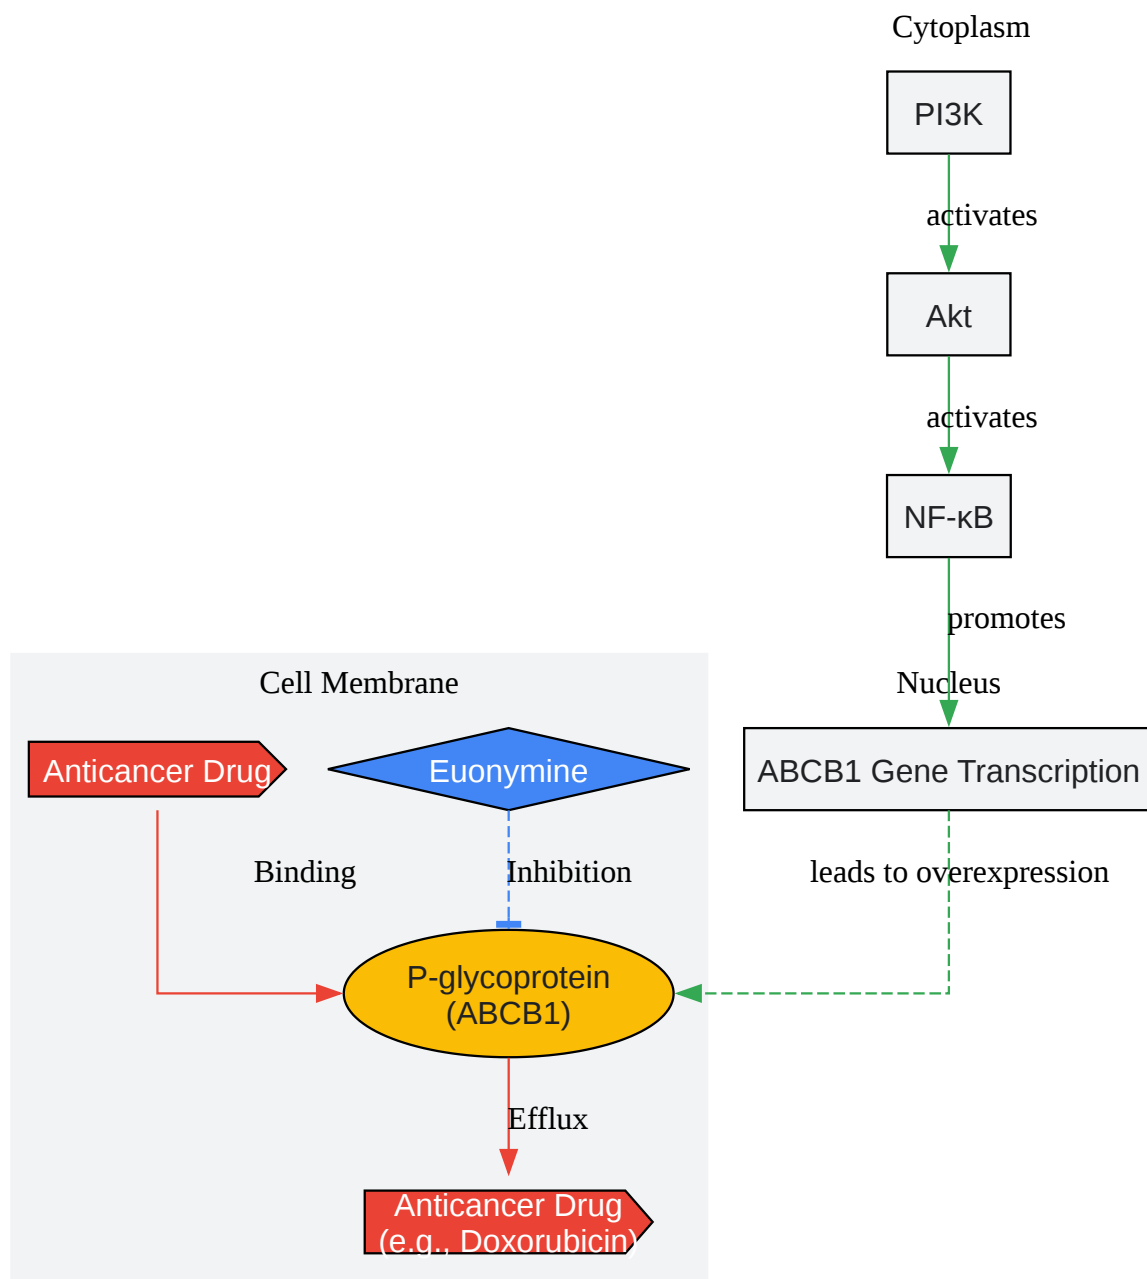 Cytoplasm
PI3K
activates
Akt
activates
NF-κB
promotes
Cell Membrane
Nucleus
Anticancer Drug
Euonymine
ABCB1 Gene Transcription
Binding
Inhibition
leads to overexpression
P-glycoprotein
(ABCB1)
Efflux
Anticancer Drug
(e.g., Doxorubicin)